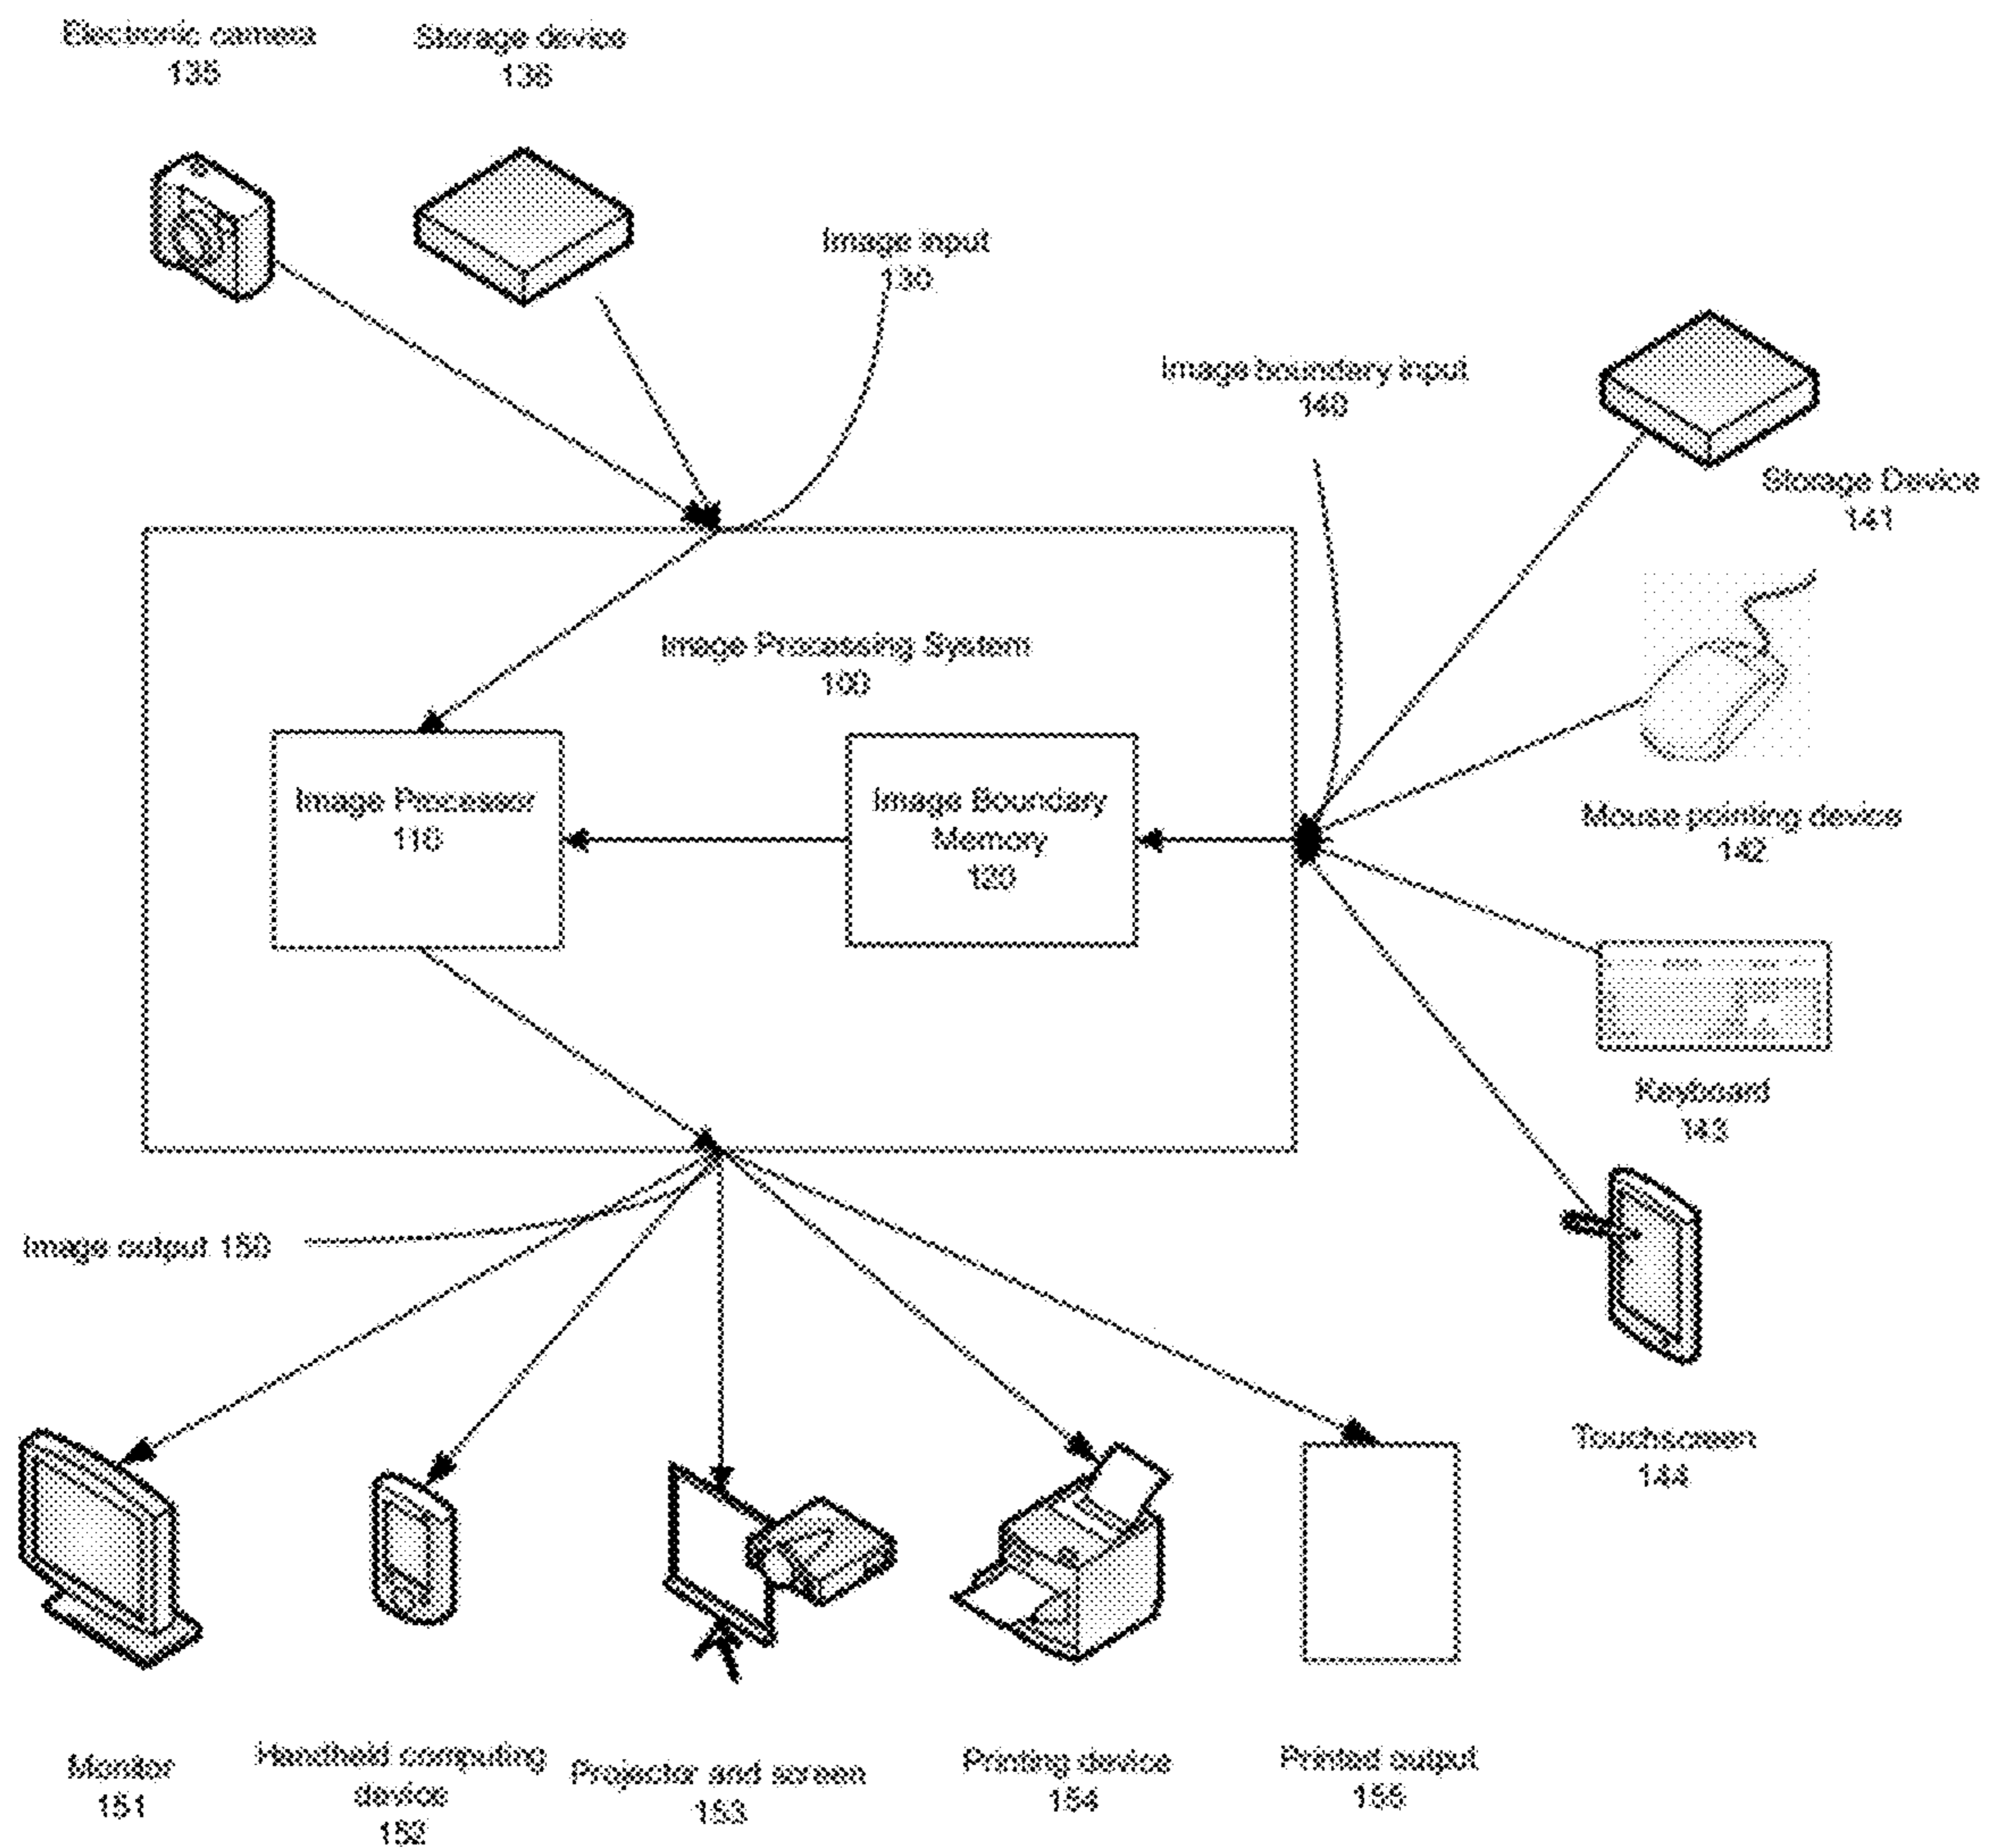 Electronic camera
135
Storage device
136
Image input
130
Image boundary input
140
Storage Device
141
Image Processing System
100
Image Processor
110
Image Boundary
Memory
120
Mouse pointing device
142
Keyboard
143
Touchscreen
144
Image output 150
Monitor
151
Handheld computing
device
152
Projector and screen
153
Printing device
154
Printed output
155